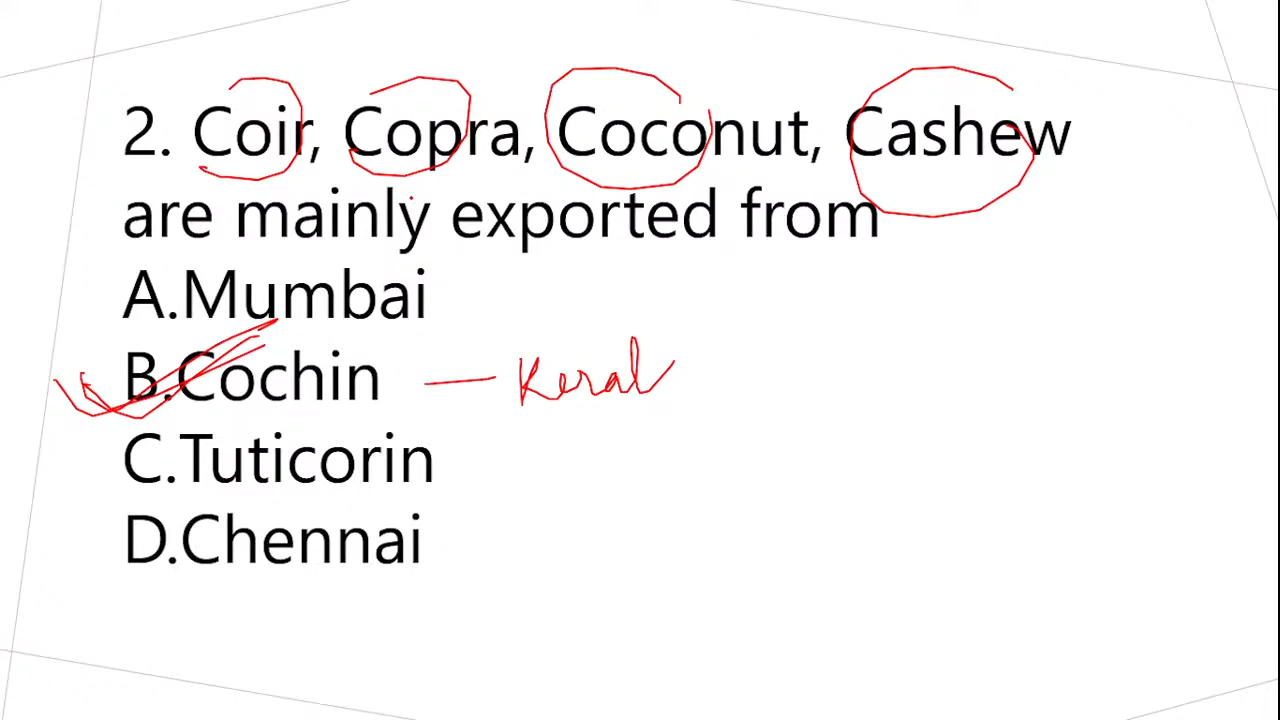 2. Coir, Copra, Coconut, Cashew
are mainly exported from
A.Mumbai
B.Cochin — Keral
C.Tuticorin
D.Chennai